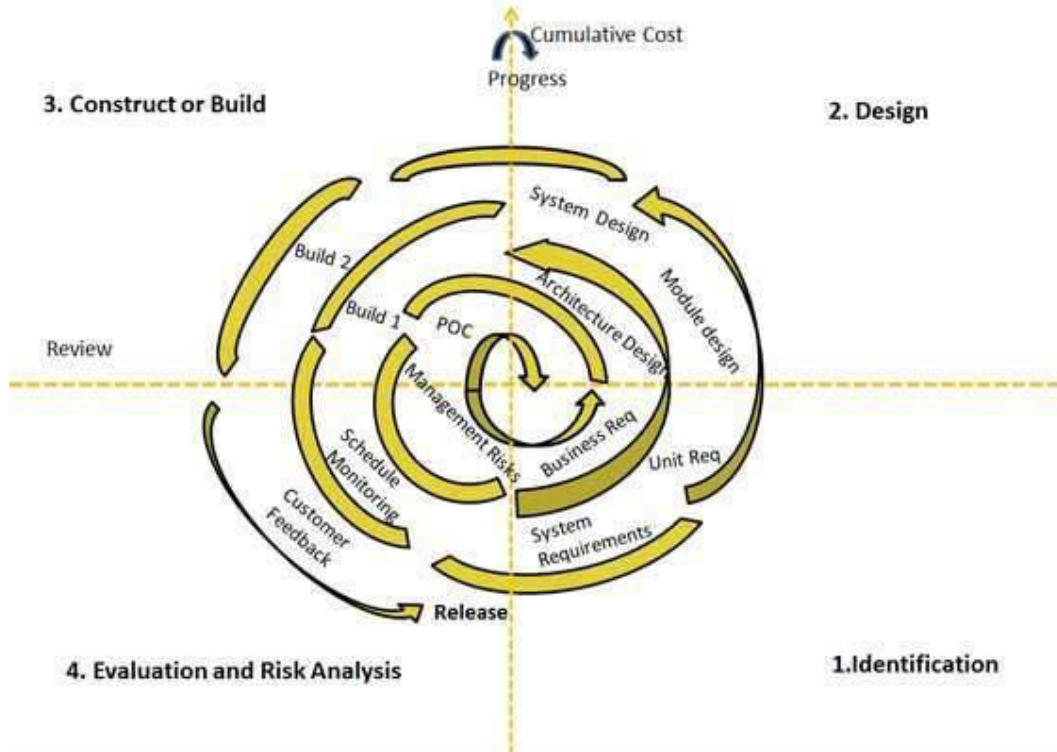 Cumulative Cost
Progress
3. Construct or Build
2. Design
System Design
Build 2
Module design
Architecture Design
Build 1
POC
Review
Management Risks
Business Req
Unit Req
Schedule
Monitoring
System
Requirements
Customer
Feedback
Release
4. Evaluation and Risk Analysis
1.Identification